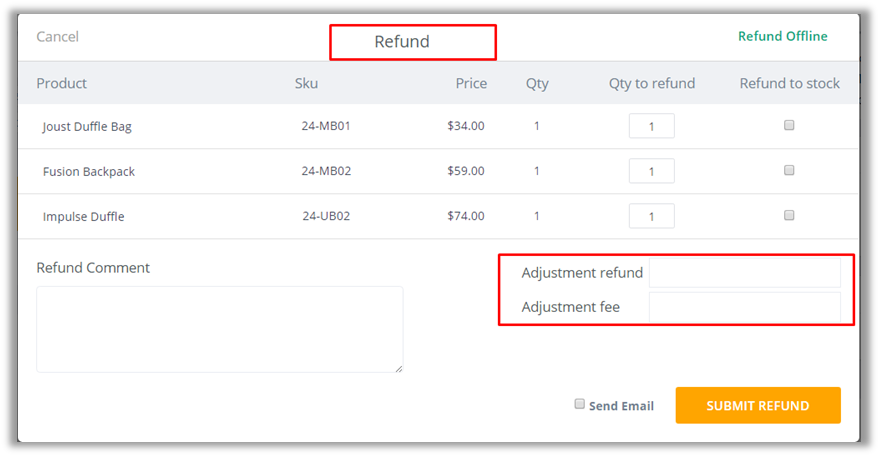 Cancel Refund Refund Offline
Product Sku Price Qty Qty to refund Refund to stock
Joust Duffle Bag 24-MB01 $34.00 1 1
Fusion Backpack 24-MB02 $59.00 1 1
Impulse Duffle 24-UB02 $74.00 1 1
Refund Comment Adjustment refund
Adjustment fee
Send Email SUBMIT REFUND